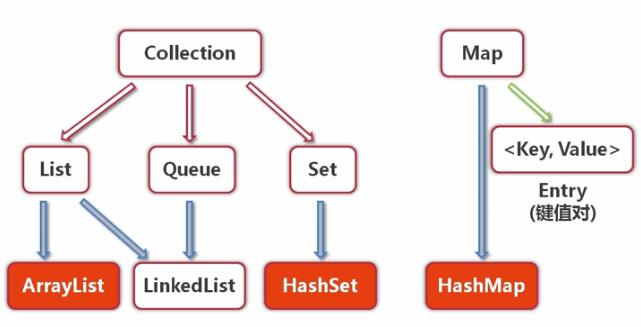 Collection
Map
List
Queue
Set
<Key, Value>
Entry
(键值对)
ArrayList
LinkedList
HashSet
HashMap